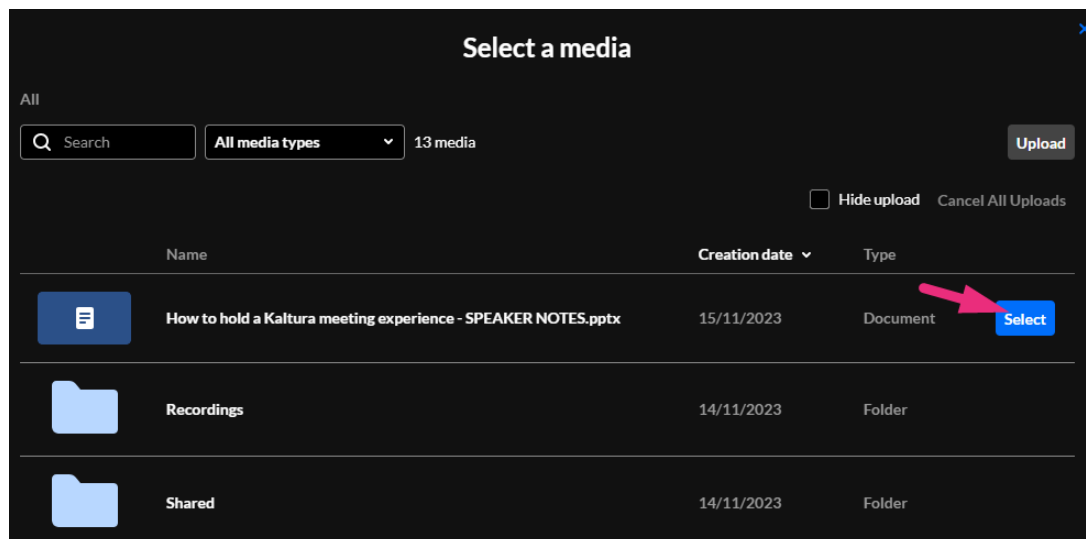 Select a media
All
Search All media types 13 media Upload
Hide upload Cancel All Uploads
Name Creation date Type
How to hold a Kaltura meeting experience - SPEAKER NOTES.pptx 15/11/2023 Document Select
Recordings 14/11/2023 Folder
Shared 14/11/2023 Folder